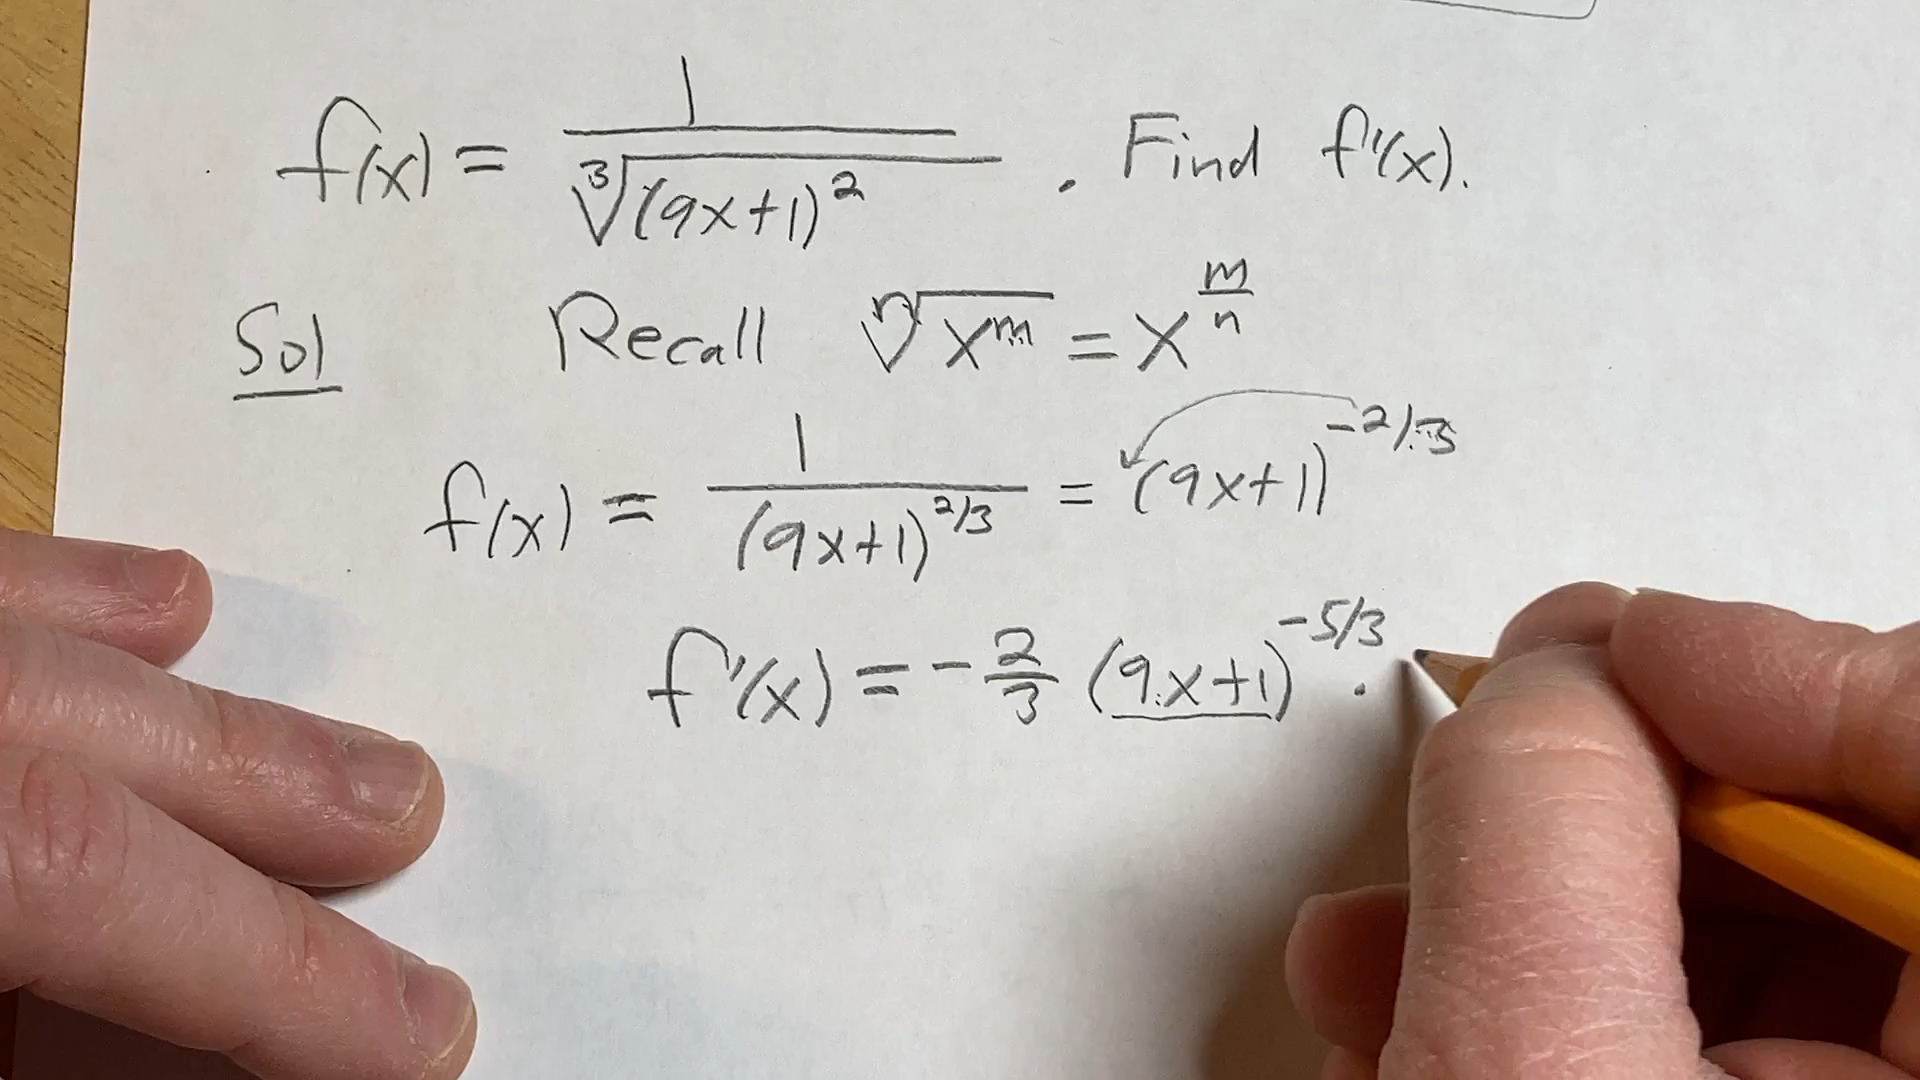 f(x) = 1/∛(9x+1)² . Find f'(x).
Sol Recall ⁿ√xᵐ = x^(m/n)
f(x) = 1/(9x+1)^(2/3) = (9x+1)^(-2/3)
f'(x) = -2/3 (9x+1)^(-5/3) ·